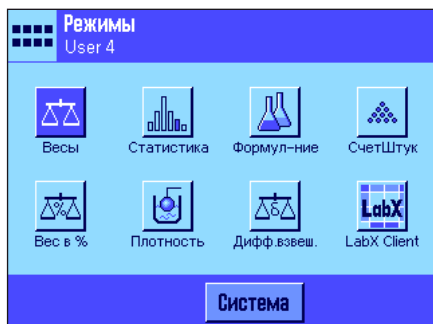 Режимы
User 4
Весы
Статистика
Формул-ние
СчетШтук
%
Вес в %
Плотность
δ
Дифф.взвеш.
LabX
LabX Client
Система